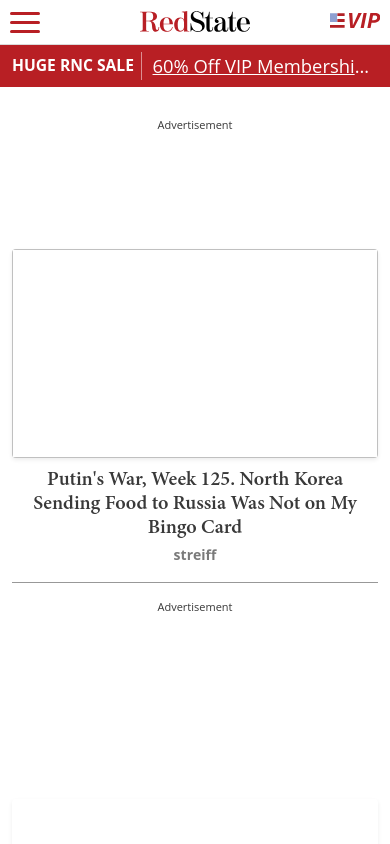 RedState
VIP
HUGE RNC SALE
60% Off VIP Membershi...
Advertisement
Putin's War, Week 125. North Korea
Sending Food to Russia Was Not on My
Bingo Card
streiff
Advertisement